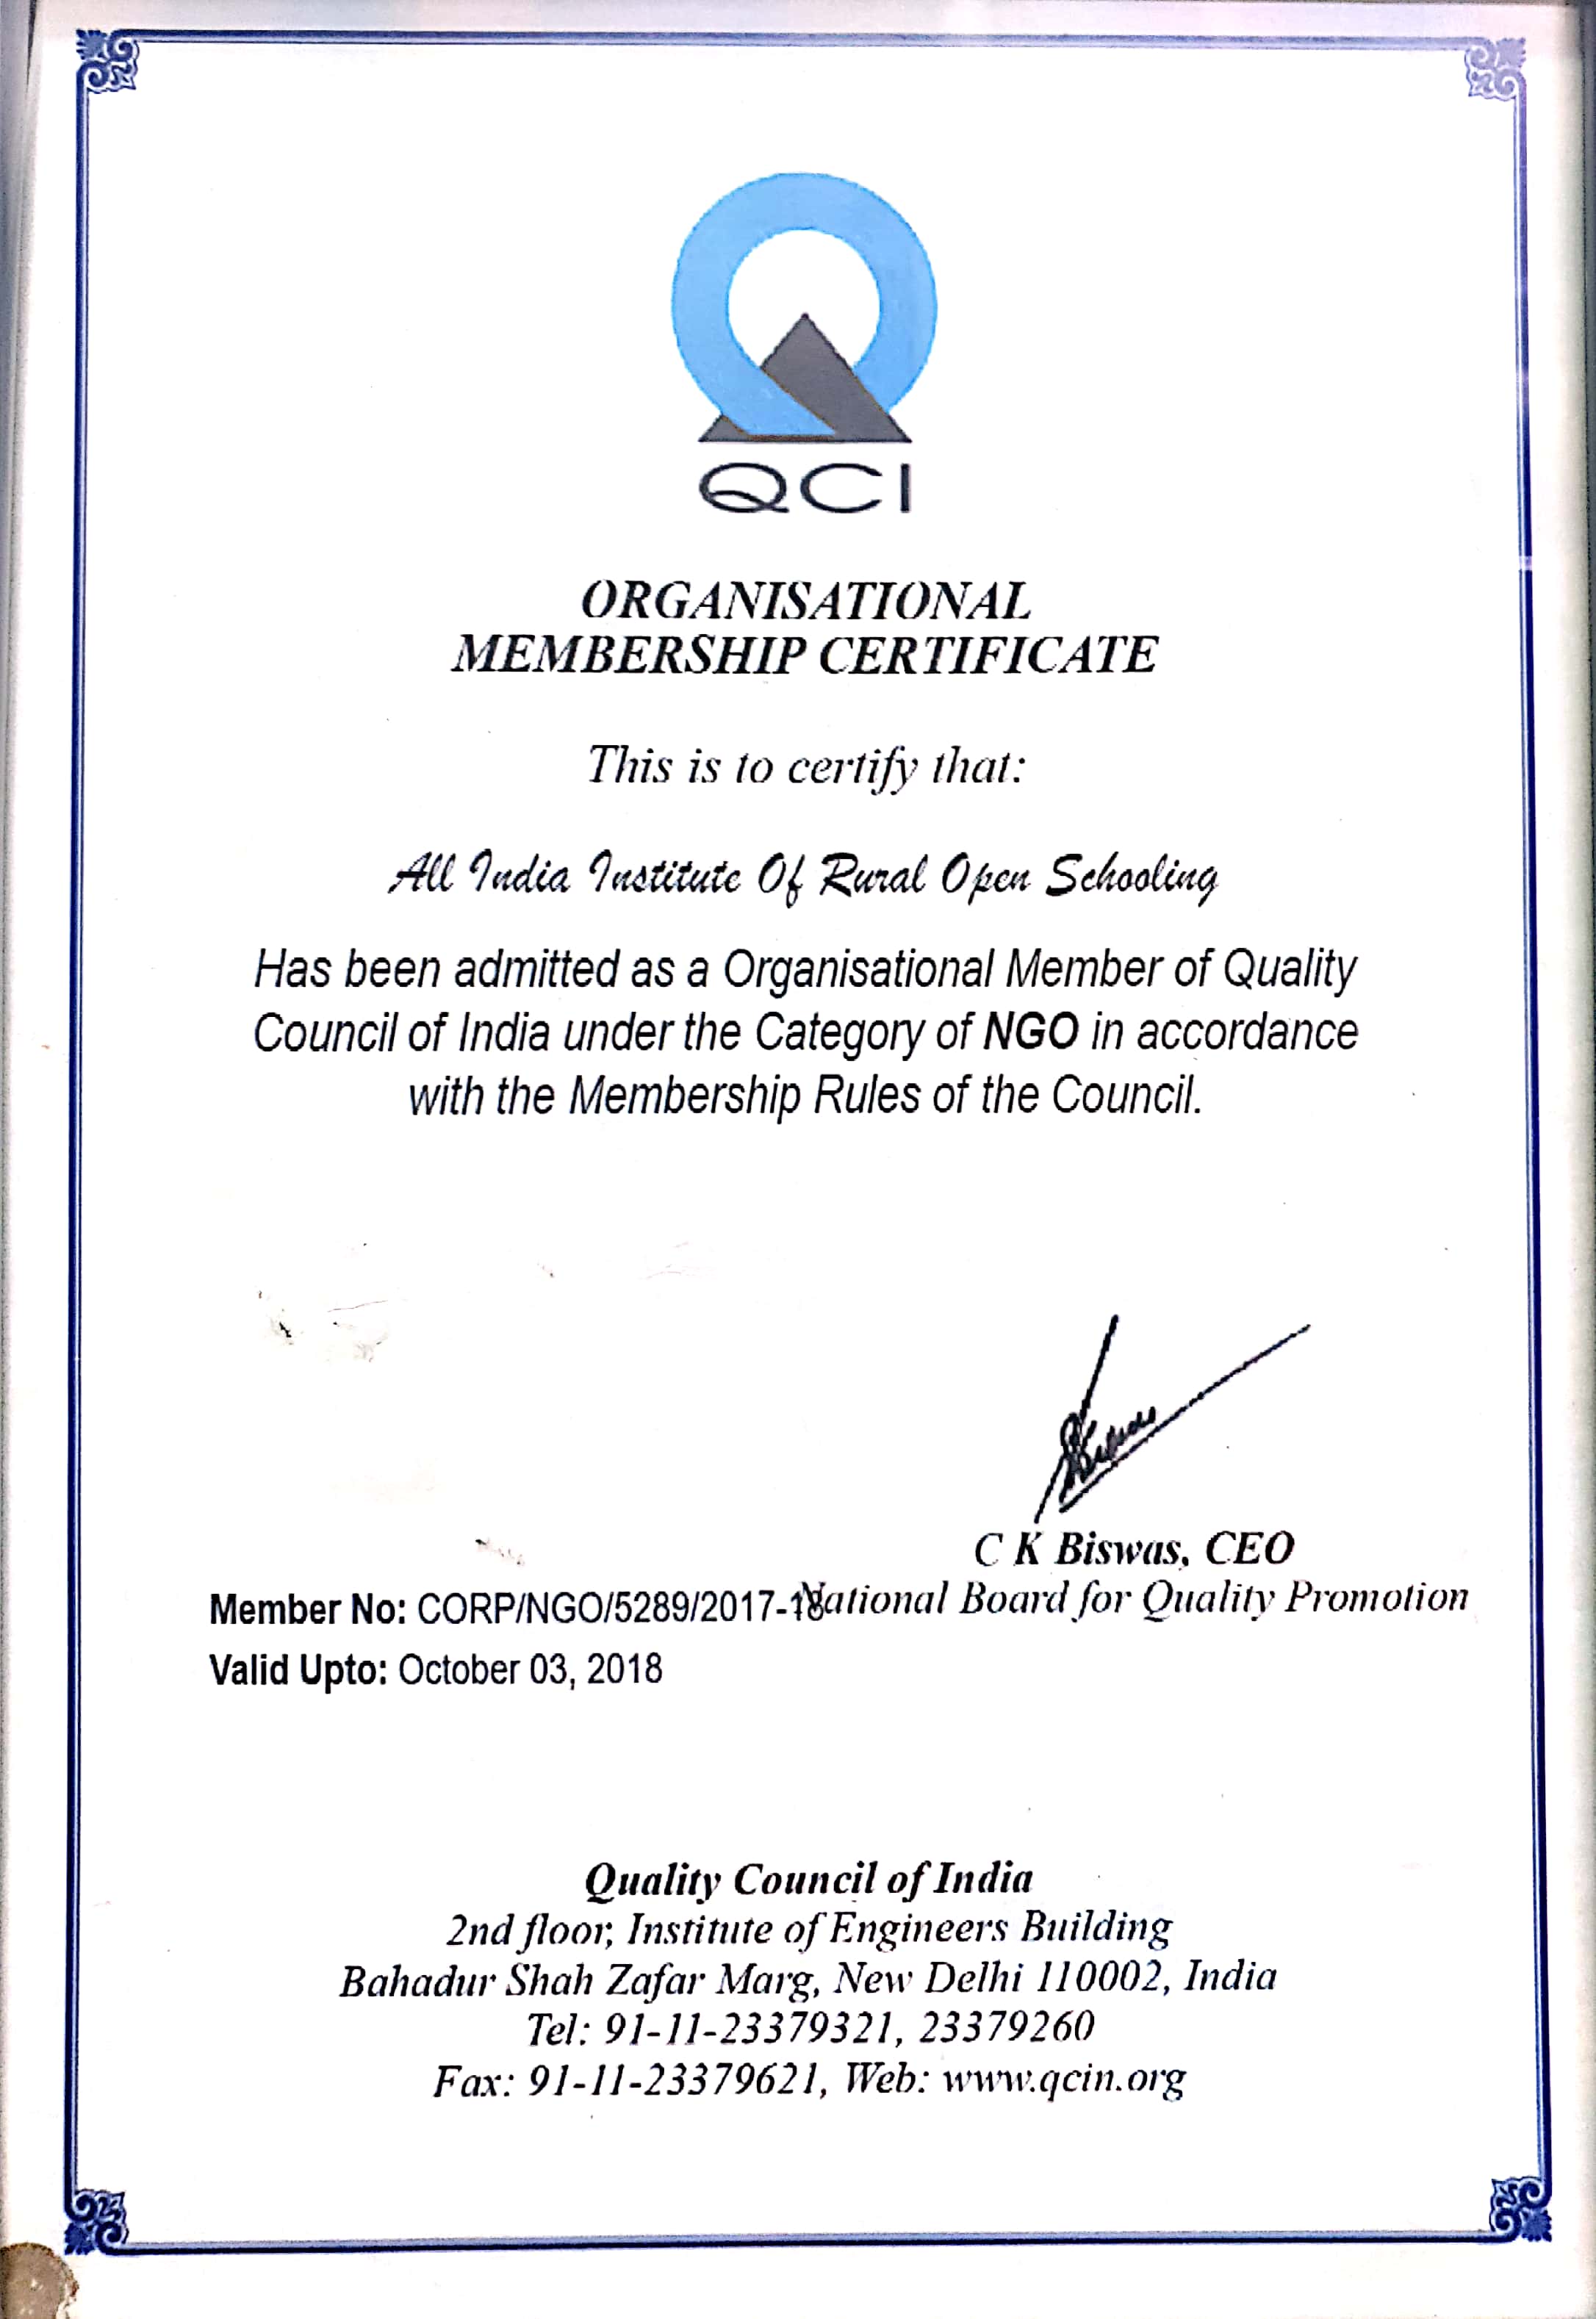 QCI
ORGANISATIONAL
MEMBERSHIP CERTIFICATE
This is to certify that:
All India Institute Of Rural Open Schooling
Has been admitted as a Organisational Member of Quality
Council of India under the Category of NGO in accordance
with the Membership Rules of the Council.
C K Biswas, CEO
National Board for Quality Promotion
Member No: CORP/NGO/5289/2017-18
Valid Upto: October 03, 2018
Quality Council of India
2nd floor, Institute of Engineers Building
Bahadur Shah Zafar Marg, New Delhi 110002, India
Tel: 91-11-23379321, 23379260
Fax: 91-11-23379621, Web: www.qcin.org